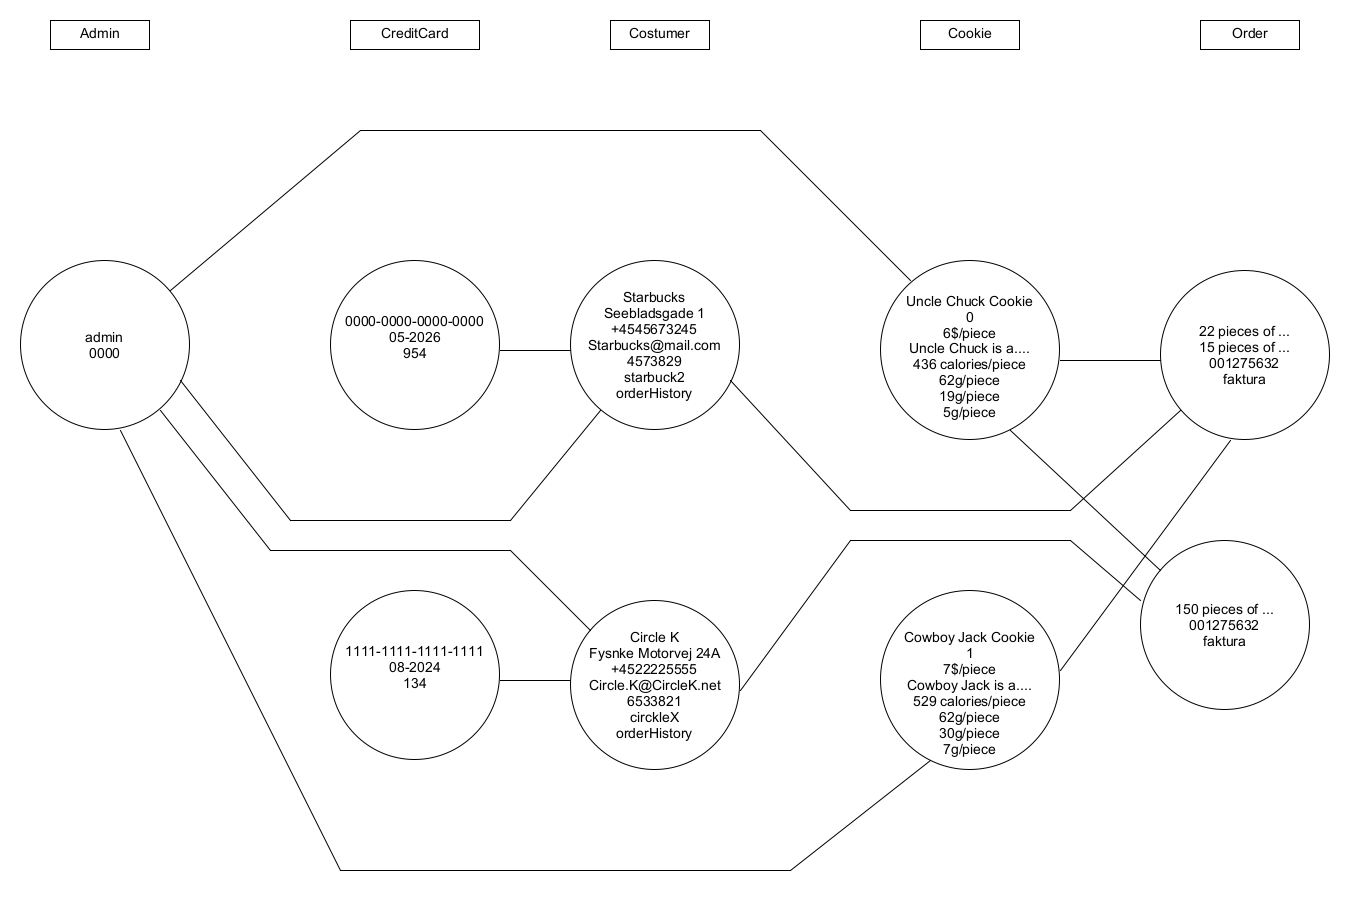 Admin
CreditCard
Costumer
Cookie
Order
admin
0000
0000-0000-0000-0000
05-2026
954
Starbucks
Seebladsgade 1
+4545673245
Starbucks@mail.com
4573829
starbuck2
orderHistory
Uncle Chuck Cookie
0
6$/piece
Uncle Chuck is a....
436 calories/piece
62g/piece
19g/piece
5g/piece
22 pieces of ...
15 pieces of ...
001275632
faktura
1111-1111-1111-1111
08-2024
134
Circle K
Fysnke Motorvej 24A
+4522225555
Circle.K@CircleK.net
6533821
circkleX
orderHistory
Cowboy Jack Cookie
1
7$/piece
Cowboy Jack is a....
529 calories/piece
62g/piece
30g/piece
7g/piece
150 pieces of ...
001275632
faktura